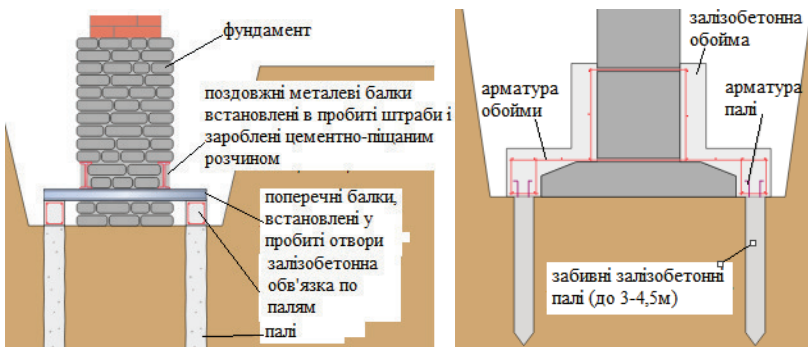 фундамент
поздовжні металеві балки
встановлені в пробиті штраби і
зароблені цементно-піщаним
розчином
поперечні балки,
встановлені у
пробиті отвори
залізобетонна
обв'язка по
палям
палі
залізобетонна
обойма
арматура
обойми
арматура
палі
забивні залізобетонні
палі (до 3-4,5м)